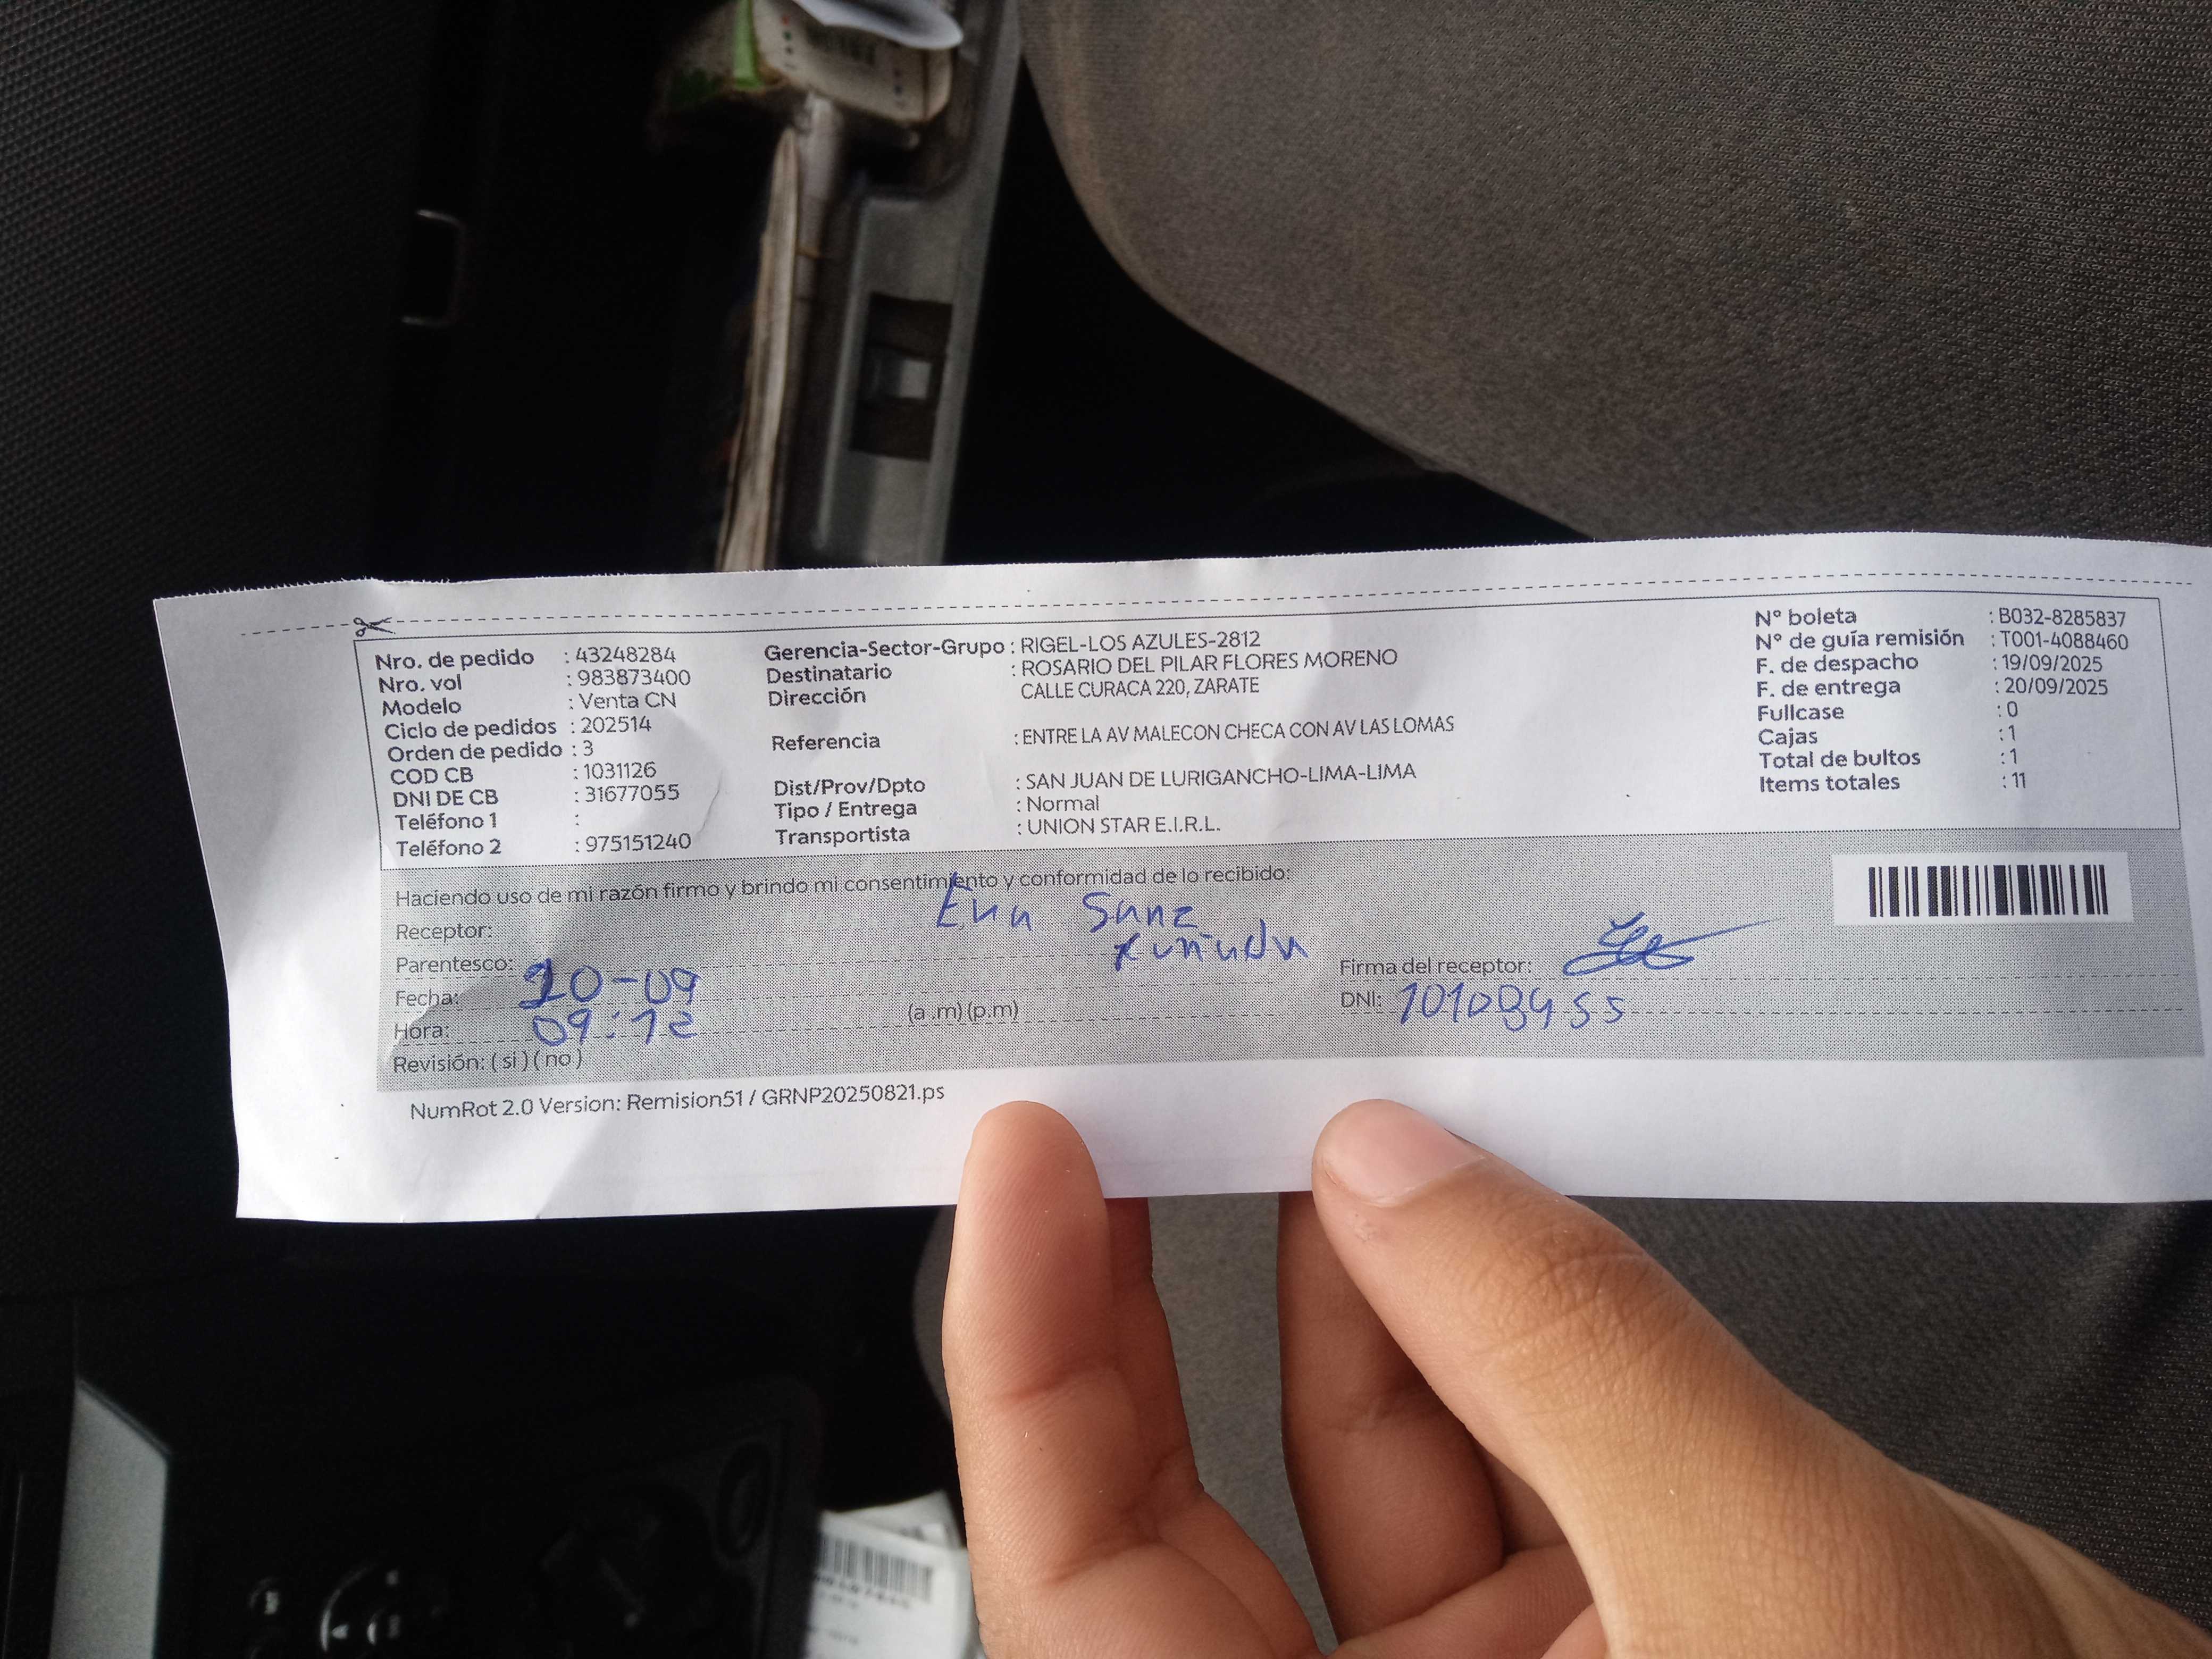 Nro. de pedido : 43248284
Nro. vol : 983873400
Modelo : Venta CN
Ciclo de pedidos : 202514
Orden de pedido : 3
COD CB : 1031126
DNI DE CB : 31677055
Teléfono 1 :
Teléfono 2 : 975151240
Gerencia-Sector-Grupo : RIGEL-LOS AZULES-2812
Destinatario : ROSARIO DEL PILAR FLORES MORENO
Dirección CALLE CURACA 220, ZARATE
Referencia : ENTRE LA AV MALECON CHECA CON AV LAS LOMAS
Dist/Prov/Dpto : SAN JUAN DE LURIGANCHO-LIMA-LIMA
Tipo / Entrega : Normal
Transportista : UNION STAR E.I.R.L.
N° boleta : B032-8285837
N° de guía remisión : T001-4088460
F. de despacho : 19/09/2025
F. de entrega : 20/09/2025
Fullcase : 0
Cajas : 1
Total de bultos : 1
Items totales : 11
Haciendo uso de mi razón firmo y brindo mi consentimiento y conformidad de lo recibido:
Receptor:
Parentesco:
Firma del receptor:
Fecha: 20-09
DNI:
Hora: 09:12 (a .m) (p.m)
Revisión: ( si ) ( no )
NumRot 2.0 Version: Remision51 / GRNP20250821.ps